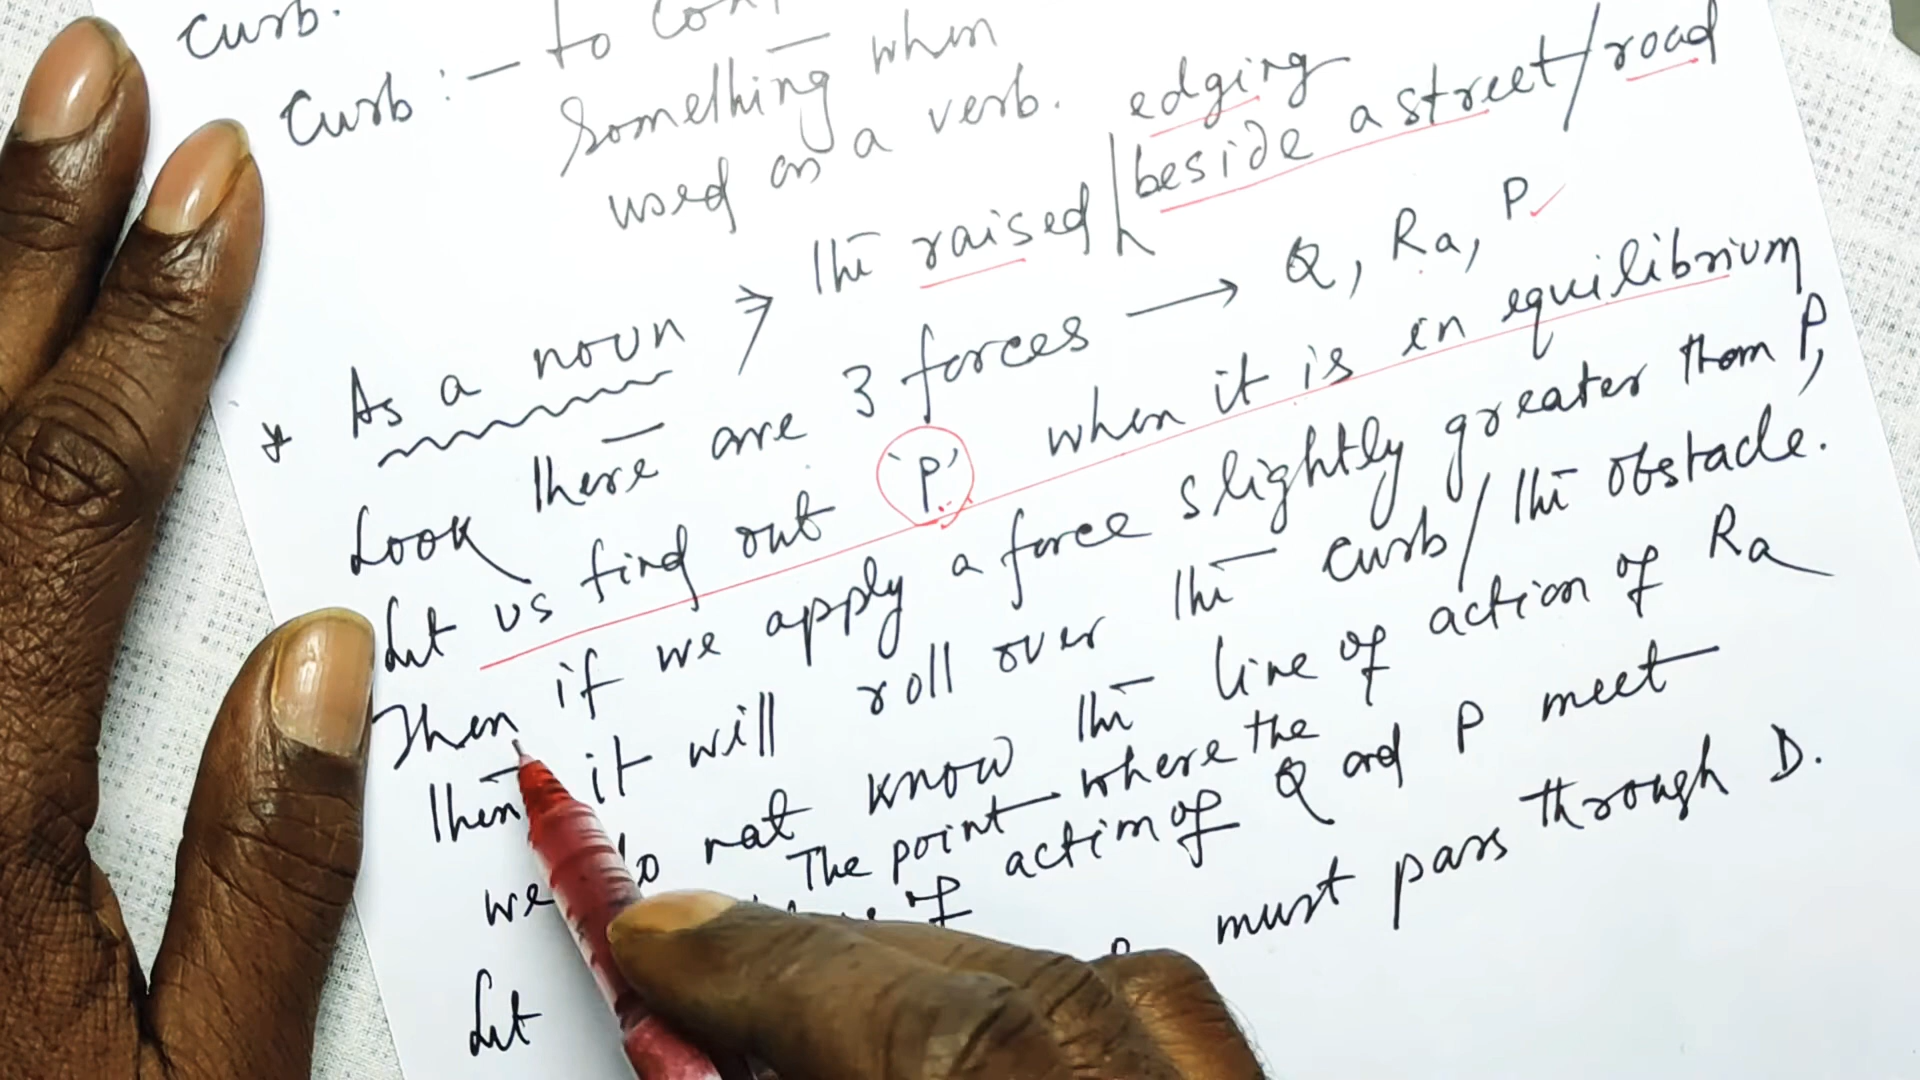 Curb.
Curb :- to
Something when
used as a verb.
* As a noun => The raised / edging beside a street/road
Look There are 3 forces → Q, Ra, P
Let us find out 'P' when it is in equilibrium
Then if we apply a force slightly greater than P,
Then it will roll over The curb/The obstacle.
we do not know The line of action of Ra
The point where the
of action of Q and P meet
Let must pass through D.